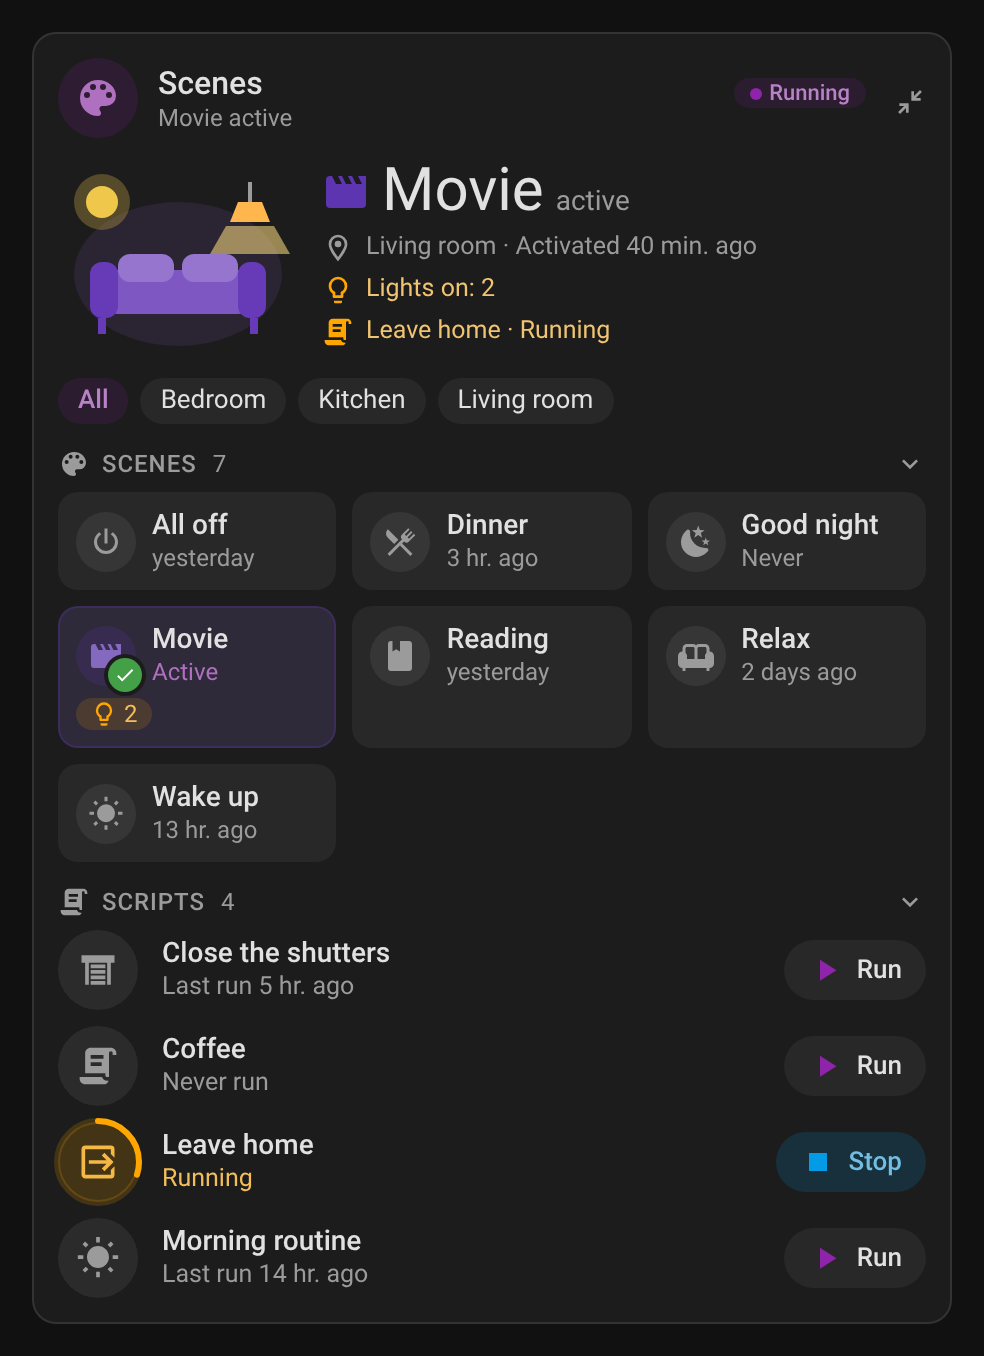 Scenes
Movie active
Running
Movie active
Living room · Activated 40 min. ago
Lights on: 2
Leave home · Running
All
Bedroom
Kitchen
Living room
SCENES 7
All off
yesterday
Dinner
3 hr. ago
Good night
Never
Movie
Active
2
Reading
yesterday
Relax
2 days ago
Wake up
13 hr. ago
SCRIPTS 4
Close the shutters
Last run 5 hr. ago
Run
Coffee
Never run
Run
Leave home
Running
Stop
Morning routine
Last run 14 hr. ago
Run